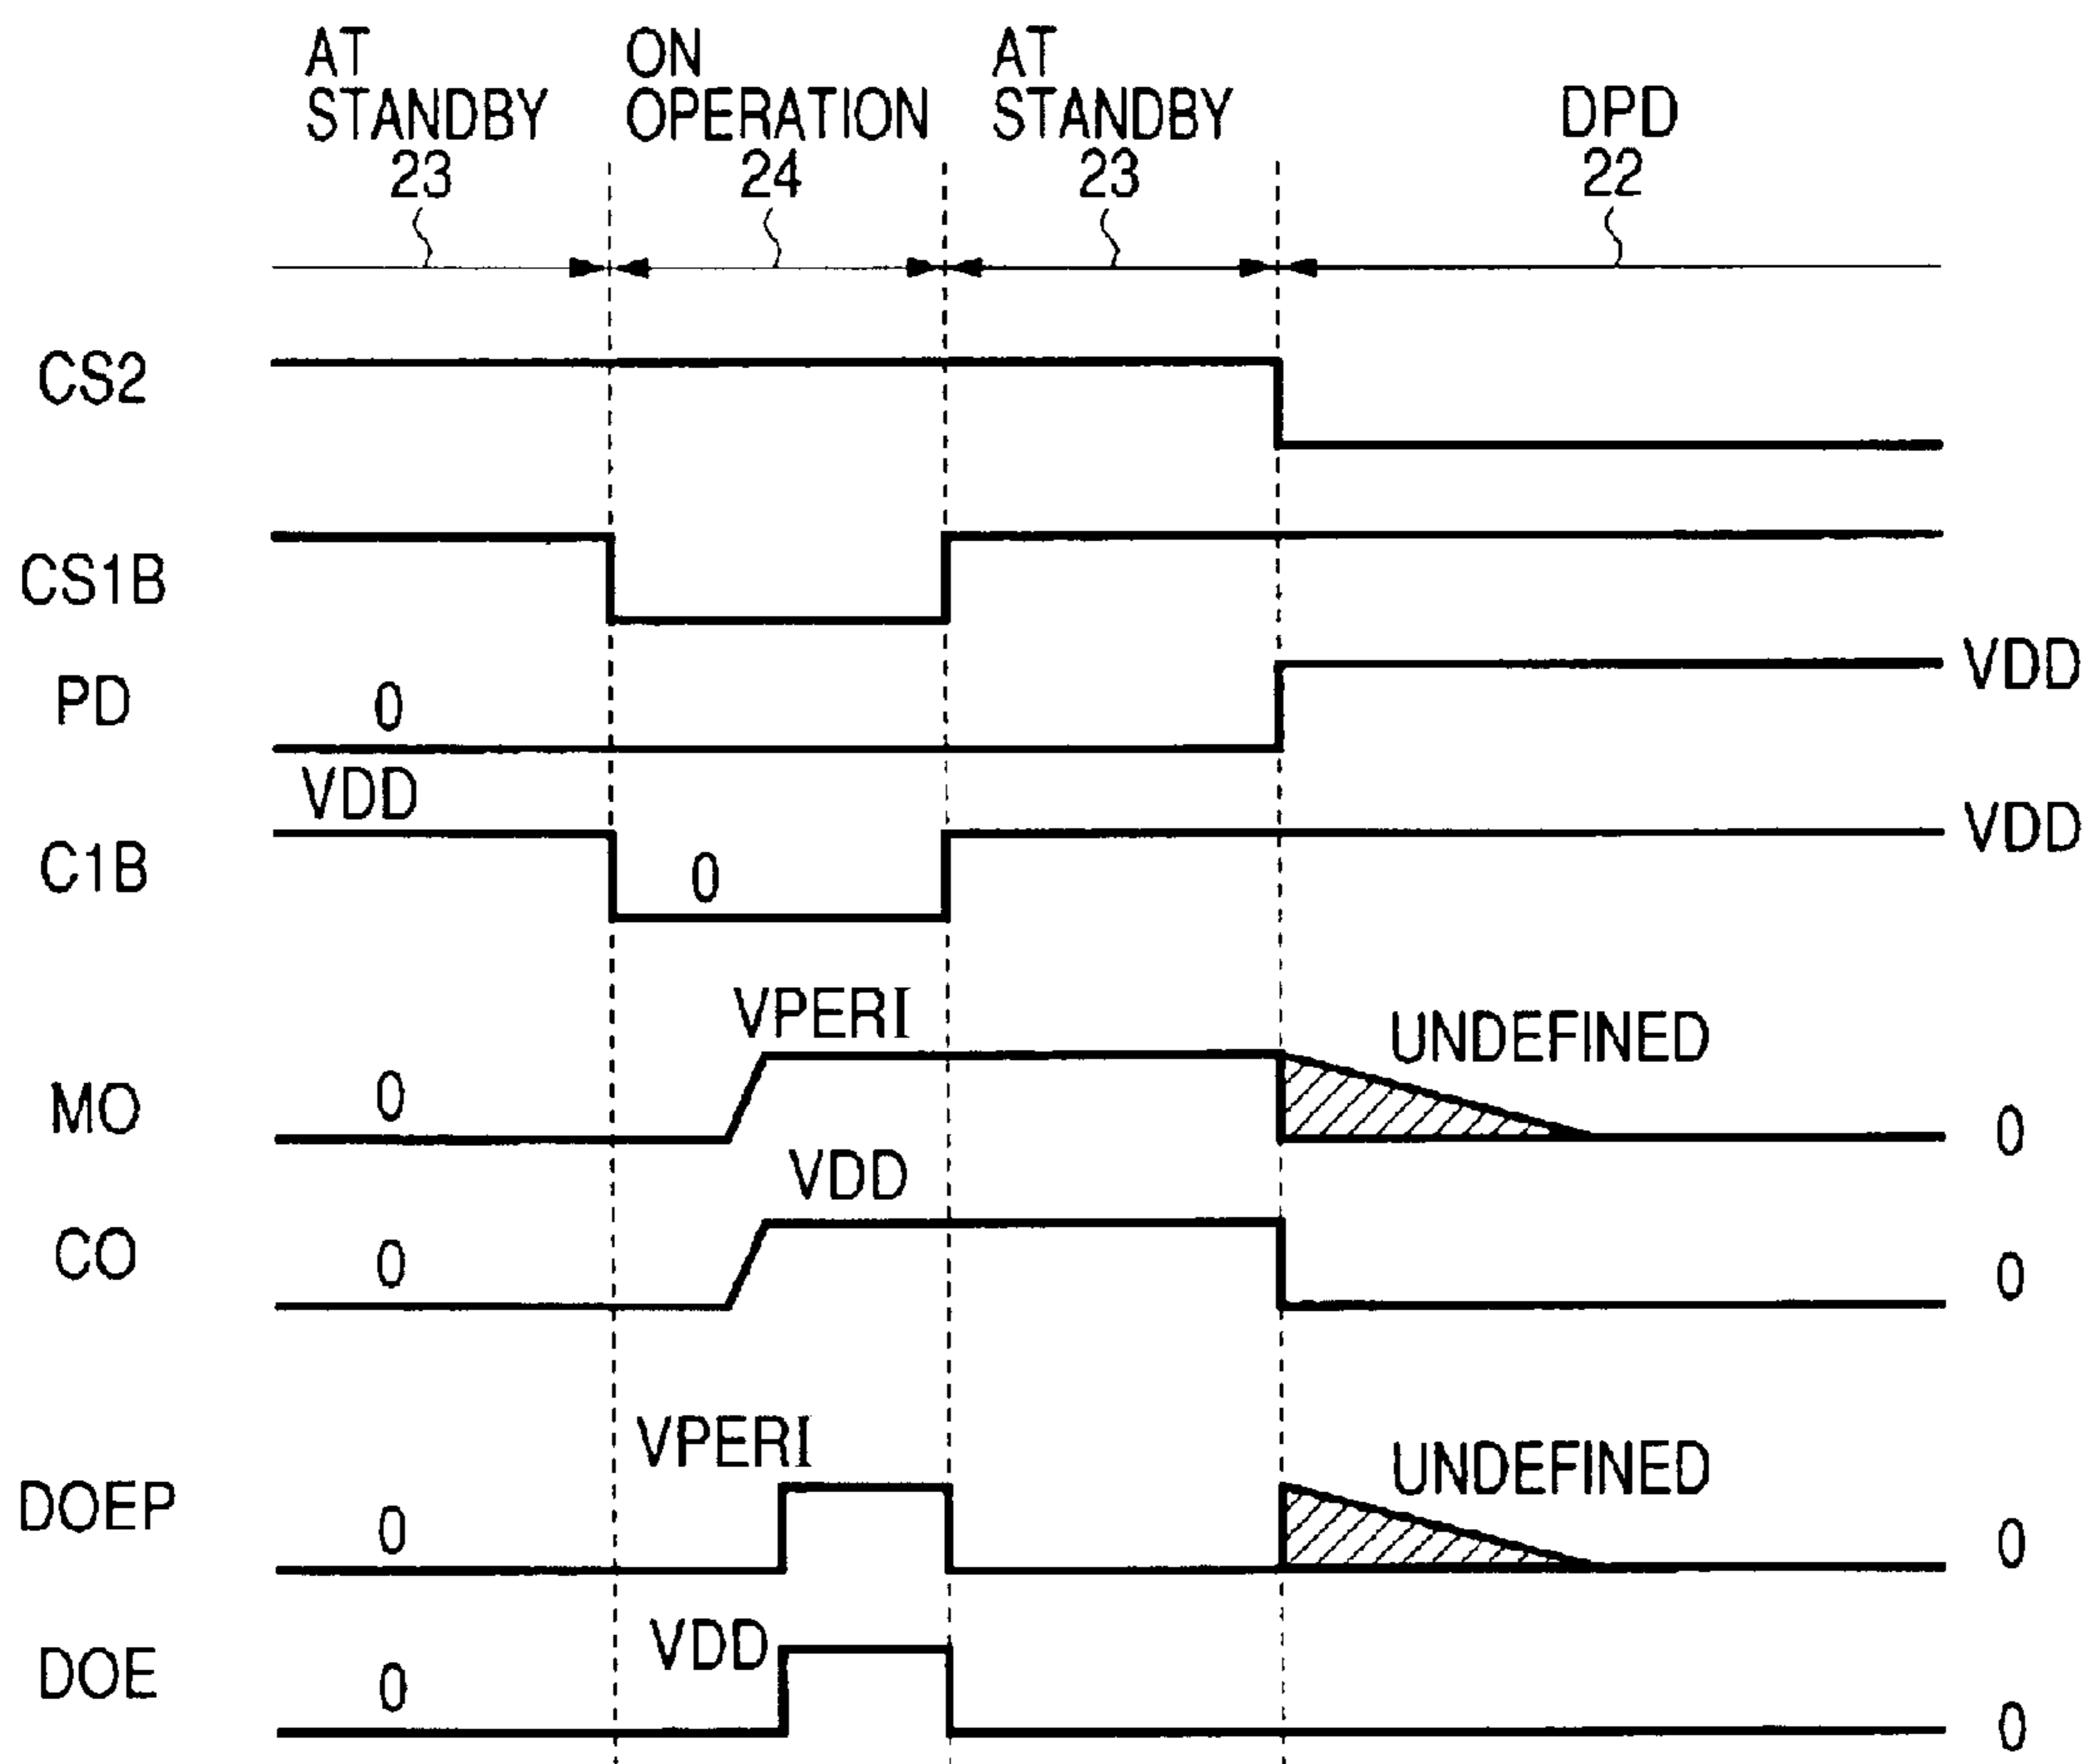 AT
STANDBY
23
ON
OPERATION
24
AT
STANDBY
23
DPD
22
CS2
CS1B
PD
0
VDD
C1B
VDD
0
VDD
MO
0
VPERI
UNDEFINED
0
CO
0
VDD
0
DOEP
0
VPERI
UNDEFINED
0
DOE
0
VDD
0